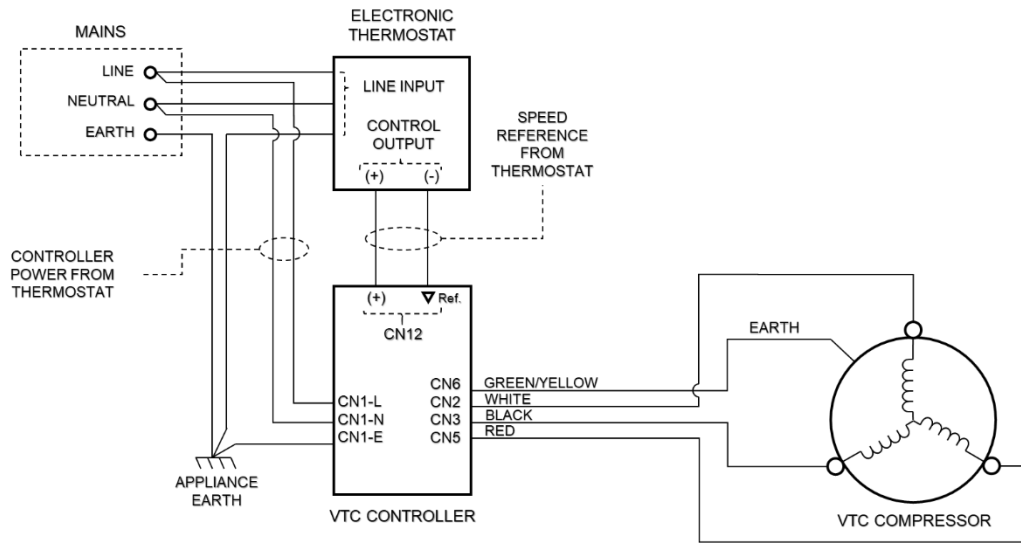 MAINS
LINE
NEUTRAL
EARTH
ELECTRONIC
THERMOSTAT
LINE INPUT
CONTROL
OUTPUT
(+) (-)
SPEED
REFERENCE
FROM
THERMOSTAT
CONTROLLER
POWER FROM
THERMOSTAT
(+) Ref.
CN12
CN1-L
CN1-N
CN1-E
CN6
CN2
CN3
CN5
GREEN/YELLOW
WHITE
BLACK
RED
EARTH
APPLIANCE
EARTH
VTC CONTROLLER
VTC COMPRESSOR